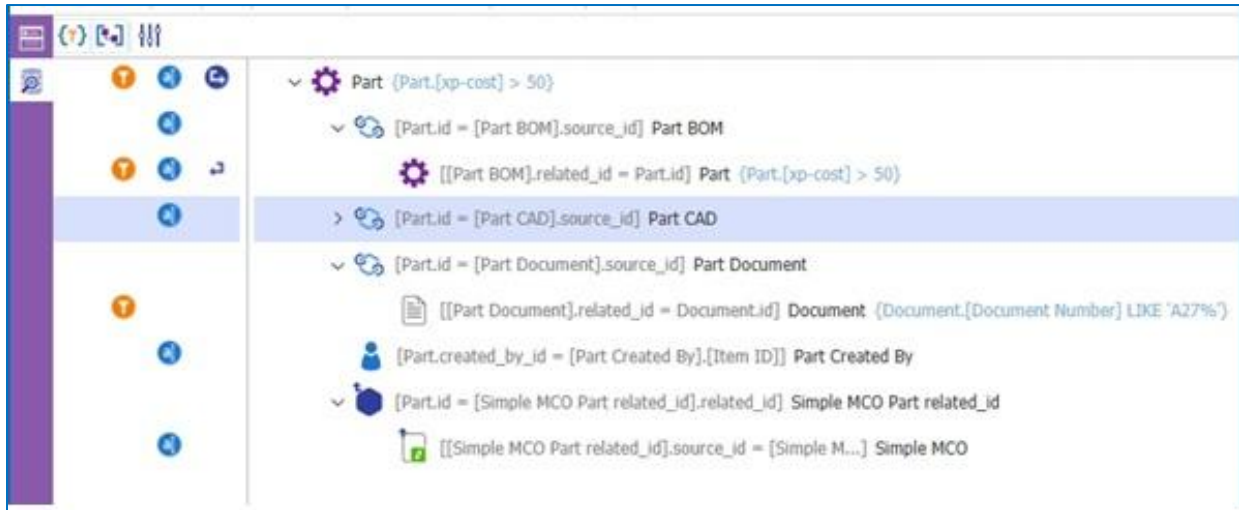 Part {Part.[xp-cost] > 50}
[Part.id = [Part BOM].source_id] Part BOM
[[Part BOM].related_id = Part.id] Part {Part.[xp-cost] > 50}
[Part.id = [Part CAD].source_id] Part CAD
[Part.id = [Part Document].source_id] Part Document
[[Part Document].related_id = Document.id] Document {Document.[Document Number] LIKE 'A27%'}
[Part.created_by_id = [Part Created By].[Item ID]] Part Created By
[Part.id = [Simple MCO Part related_id].related_id] Simple MCO Part related_id
[[Simple MCO Part related_id].source_id = [Simple M...] Simple MCO